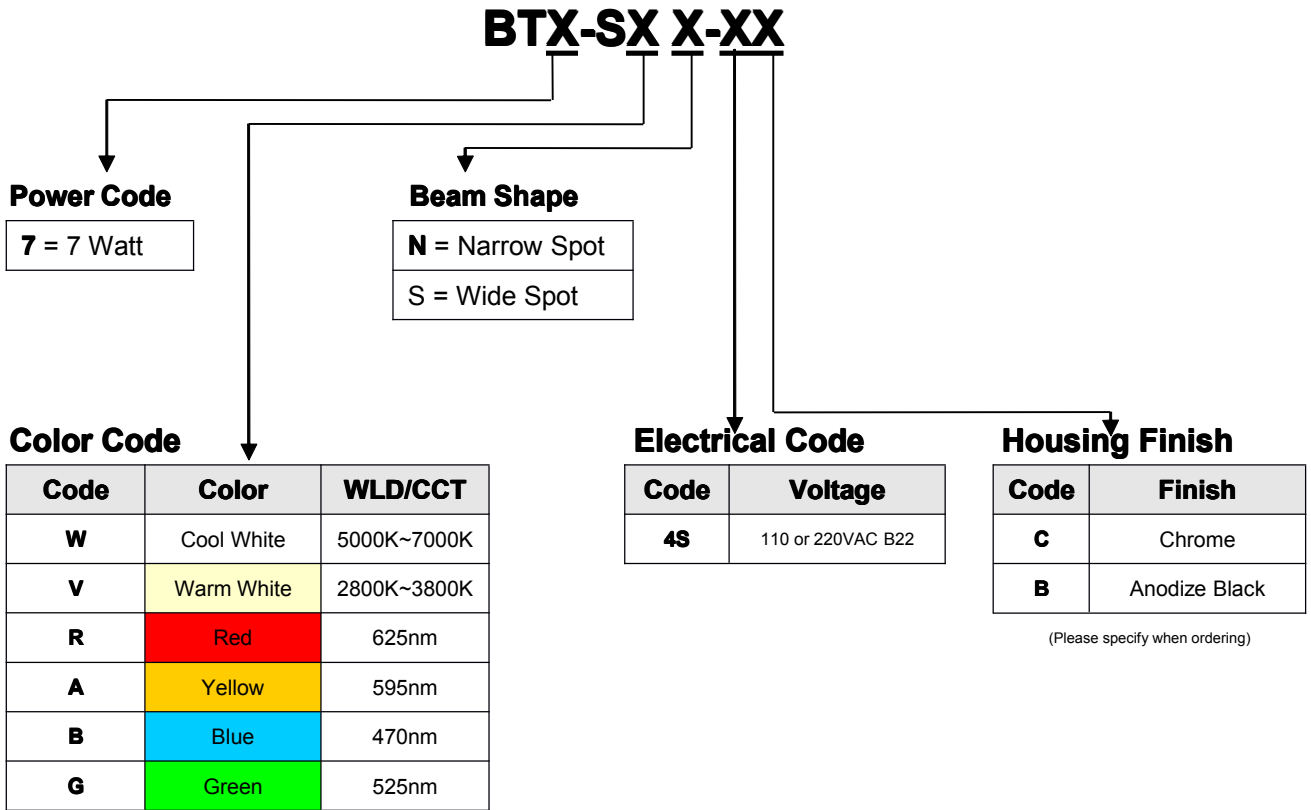 BTX-SX X-XX
Power Code
7 = 7 Watt
Beam Shape
N = Narrow Spot
S = Wide Spot
Color Code
Code Color WLD/CCT
W Cool White 5000K~7000K
V Warm White 2800K~3800K
R Red 625nm
A Yellow 595nm
B Blue 470nm
G Green 525nm
Electrical Code
Code Voltage
4S 110 or 220VAC B22
Housing Finish
Code Finish
C Chrome
B Anodize Black
(Please specify when ordering)